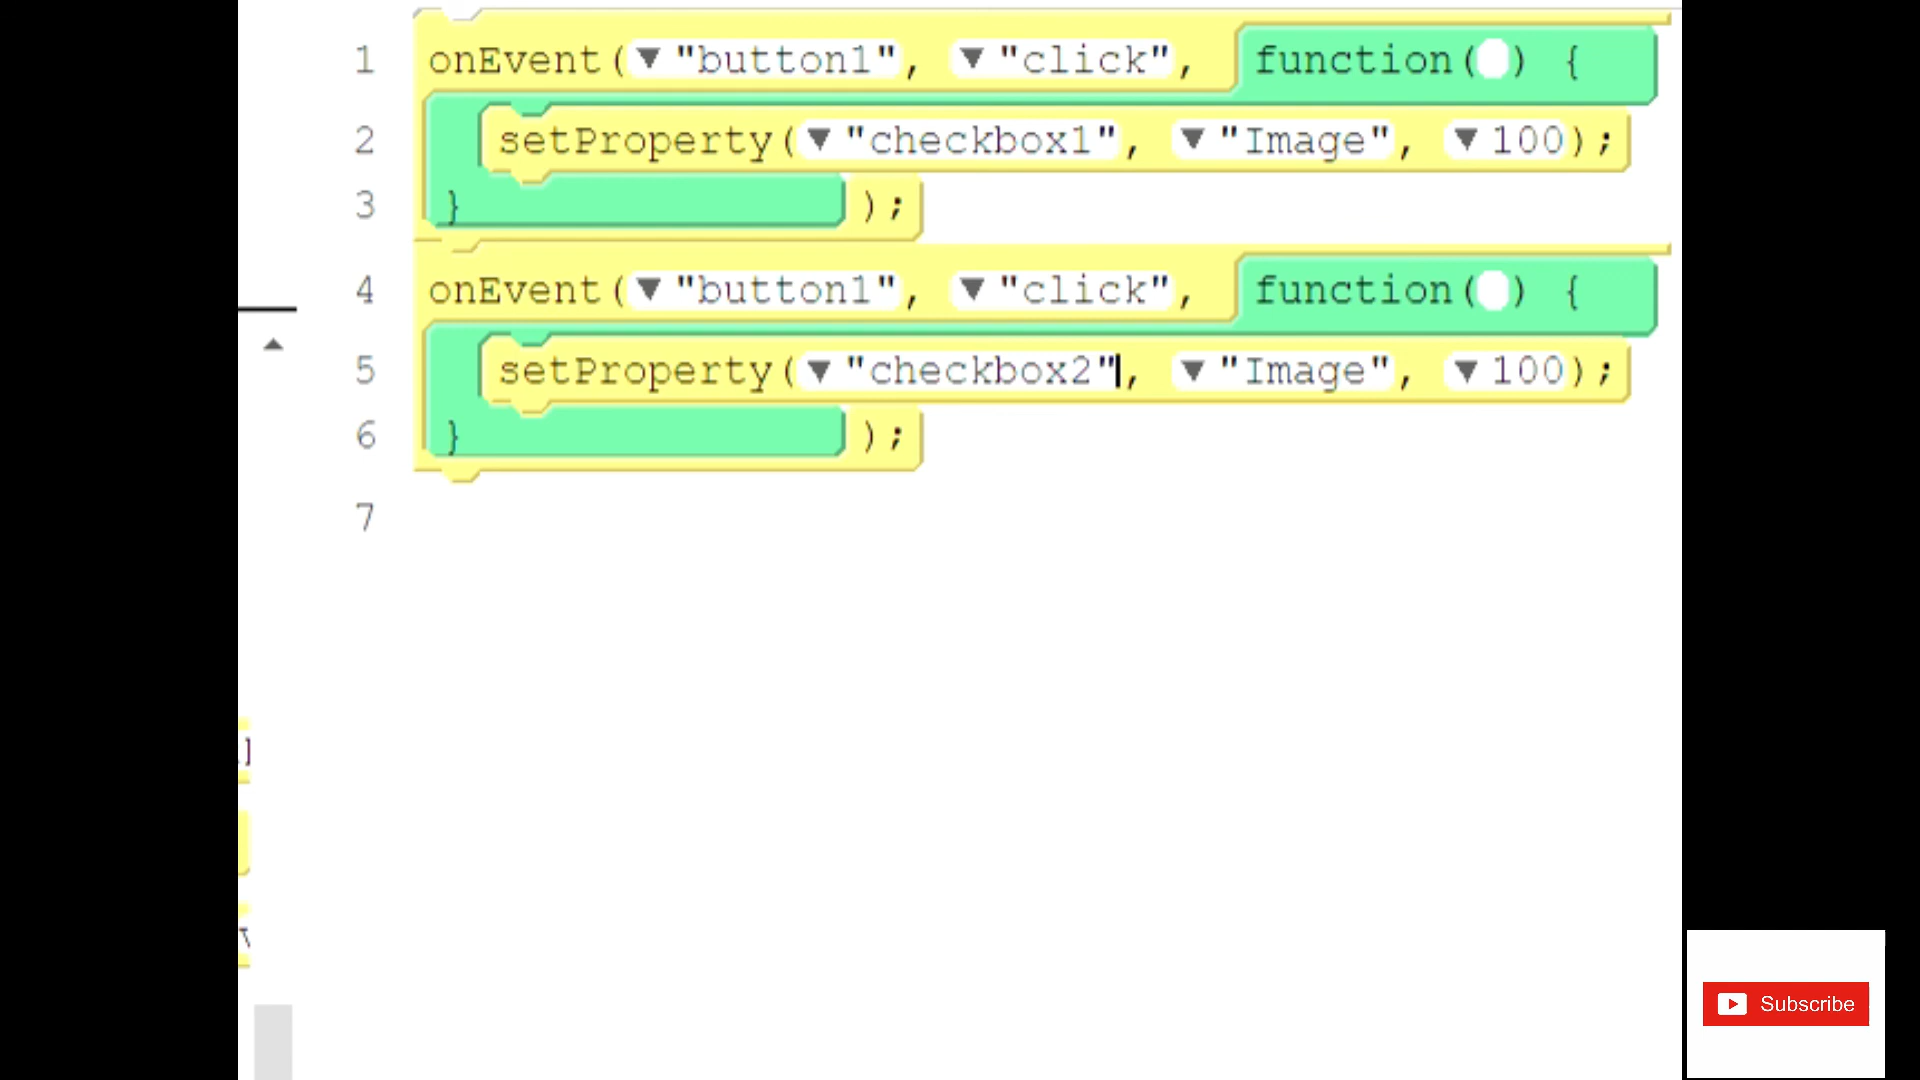 1 onEvent(▼"button1", ▼"click", function( ) {
2 setProperty(▼"checkbox1", ▼"Image", ▼100);
3 } );
4 onEvent(▼"button1", ▼"click", function( ) {
5 setProperty(▼"checkbox2", ▼"Image", ▼100);
6 } );
7
Subscribe